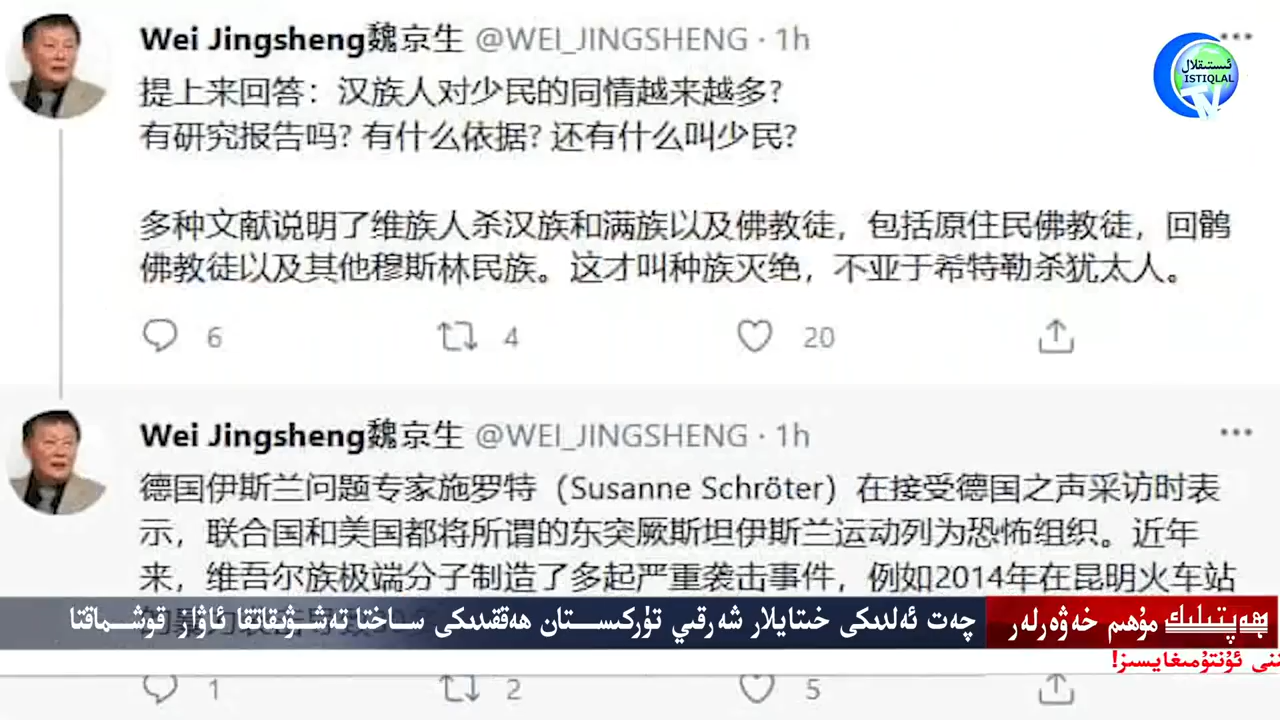 Wei Jingsheng魏京生 @WEI_JINGSHENG · 1h
提上来回答：汉族人对少民的同情越来越多？
有研究报告吗？有什么依据？还有什么叫少民？
多种文献说明了维族人杀汉族和满族以及佛教徒，包括原住民佛教徒，回鹘
佛教徒以及其他穆斯林民族。这才叫种族灭绝，不亚于希特勒杀犹太人。
6 4 20
ئىستىقلال
ISTIQLAL
TV
Wei Jingsheng魏京生 @WEI_JINGSHENG · 1h
德国伊斯兰问题专家施罗特（Susanne Schröter）在接受德国之声采访时表
示，联合国和美国都将所谓的东突厥斯坦伊斯兰运动列为恐怖组织。近年
来，维吾尔族极端分子制造了多起严重袭击事件，例如2014年在昆明火车站
ھەپتىلىك مۇھىم خەۋەرلەر
چەت ئەلدىكى خىتايلار شەرقىي تۈركىستان ھەققىدىكى ساختا تەشۋىقاتقا ئاۋاز قوشماقتا
ئۇنتۇمىغايسىز!
1 2 5